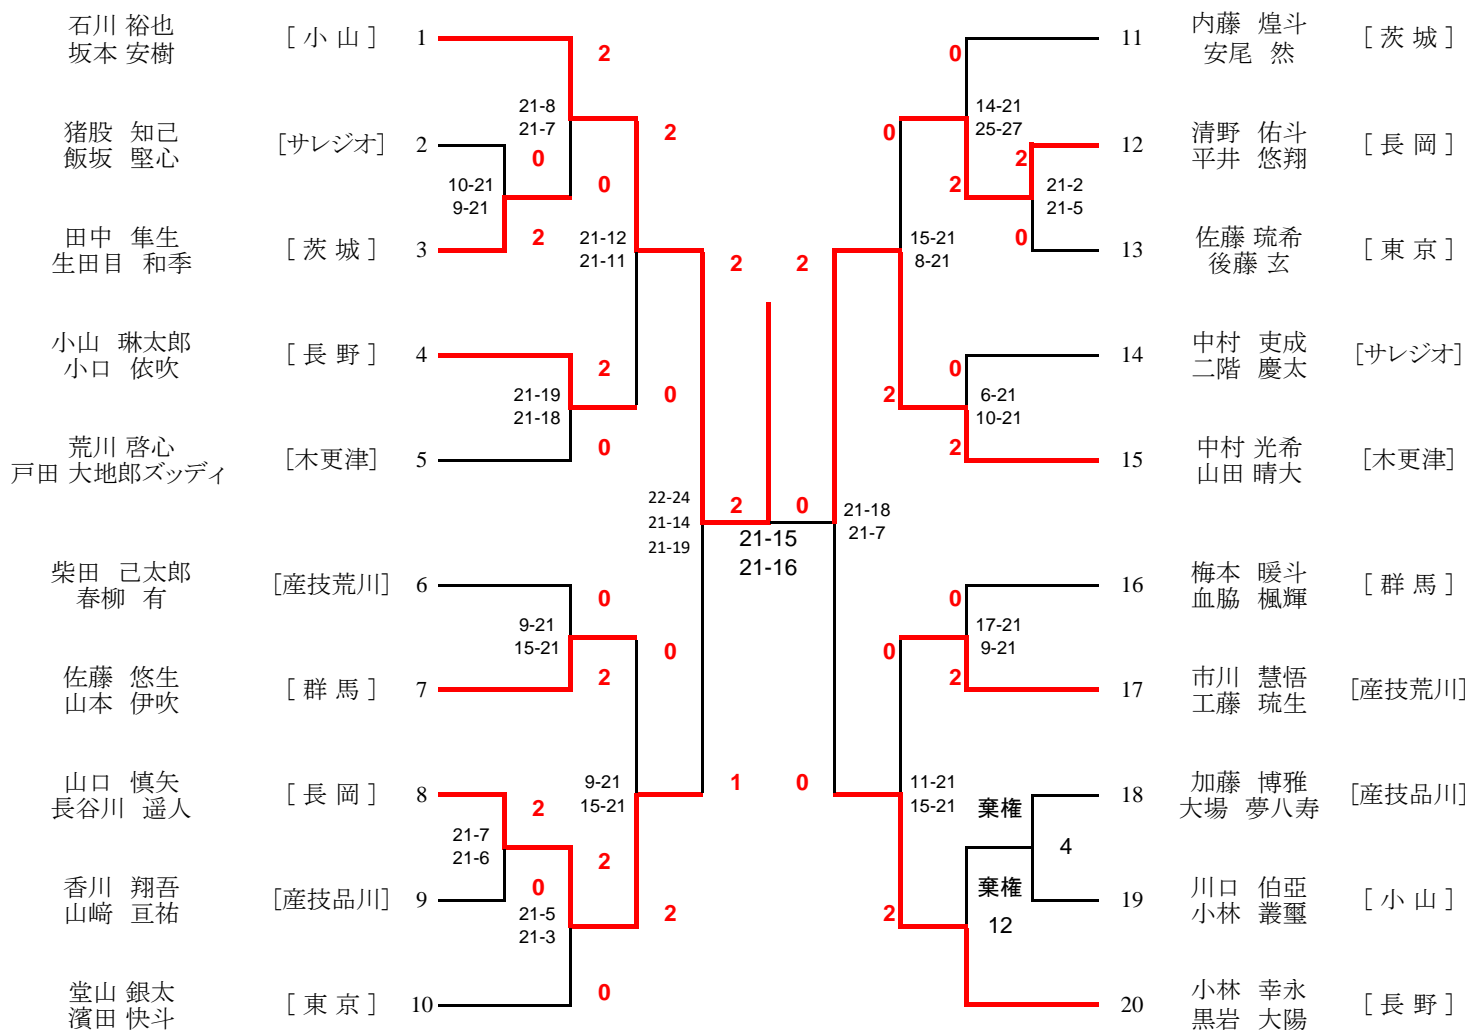 石川 裕也
坂本 安樹
[ 小 山 ] 1
2
21-8
21-7
猪股 知己
飯坂 堅心
[サレジオ] 2
0
10-21
9-21
0
2
田中 隼生
生田目 和季
[ 茨 城 ] 3
2
21-12
21-11
2
小山 琳太郎
小口 依吹
[ 長 野 ] 4
2
21-19
21-18
0
荒川 啓心
戸田 大地郎ズッディ
[木更津] 5
0
22-24
21-14
21-19
2
0
21-15
21-16
柴田 己太郎
春柳 有
[産技荒川] 6
0
9-21
15-21
0
佐藤 悠生
山本 伊吹
[ 群 馬 ] 7
2
山口 慎矢
長谷川 遥人
[ 長 岡 ] 8
2
9-21
15-21
1
21-7
21-6
2
香川 翔吾
山﨑 亘祐
[産技品川] 9
0
21-5
21-3
2
堂山 銀太
濱田 快斗
[ 東 京 ] 10
0
0
11
内藤 煌斗
安尾 然
[ 茨 城 ]
14-21
25-27
0
12
清野 佑斗
平井 悠翔
[ 長 岡 ]
2
2
21-2
21-5
0
13
佐藤 琉希
後藤 玄
[ 東 京 ]
15-21
8-21
2
14
中村 吏成
二階 慶太
[サレジオ]
0
6-21
10-21
2
2
15
中村 光希
山田 晴大
[木更津]
21-18
21-7
16
梅本 暖斗
血脇 楓輝
[ 群 馬 ]
0
17-21
9-21
0
2
17
市川 慧悟
工藤 琉生
[産技荒川]
0
11-21
15-21
棄権
18
加藤 博雅
大場 夢八寿
[産技品川]
4
棄権
12
19
川口 伯亞
小林 叢璽
[ 小 山 ]
2
20
小林 幸永
黒岩 大陽
[ 長 野 ]